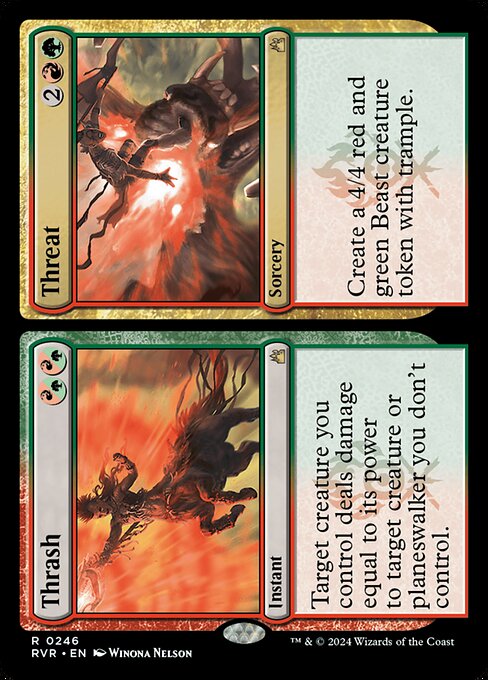 Thrash
Instant
Target creature you
control deals damage
equal to its power
to target creature or
planeswalker you don't
control.
Threat
2
Sorcery
Create a 4/4 red and
green Beast creature
token with trample.
R 0246
RVR • EN Winona Nelson
™ & © 2024 Wizards of the Coast